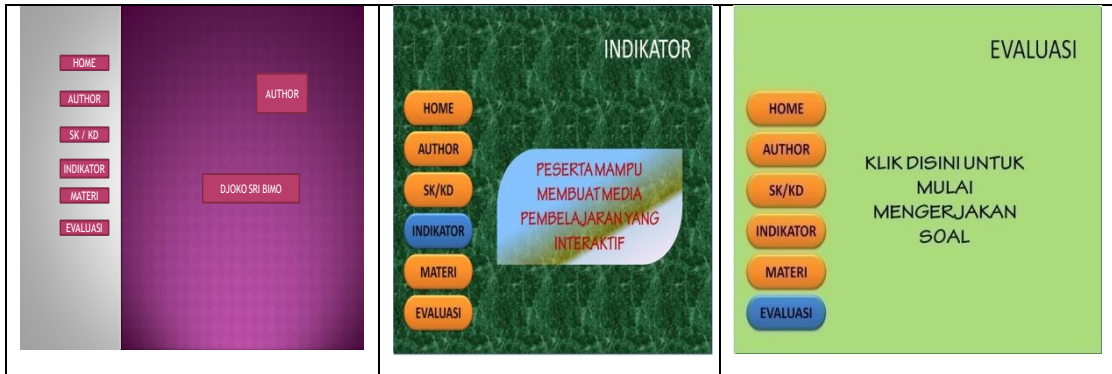 HOME
AUTHOR
SK / KD
INDIKATOR
MATERI
EVALUASI
AUTHOR
DJOKO SRI BIMO
INDIKATOR
HOME
AUTHOR
SK/KD
INDIKATOR
MATERI
EVALUASI
PESERTA MAMPU
MEMBUAT MEDIA
PEMBELAJARAN YANG
INTERAKTIF
EVALUASI
HOME
AUTHOR
SK/KD
INDIKATOR
MATERI
EVALUASI
KLIK DISINI UNTUK
MULAI
MENGERJAKAN
SOAL